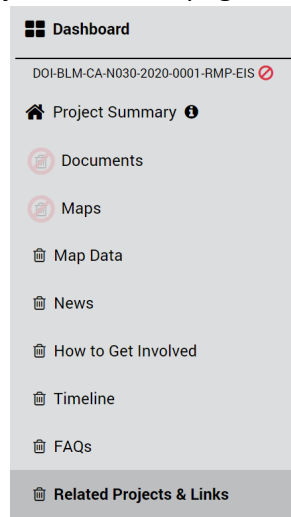 Dashboard
DOI-BLM-CA-N030-2020-0001-RMP-EIS
Project Summary
Documents
Maps
Map Data
News
How to Get Involved
Timeline
FAQs
Related Projects & Links